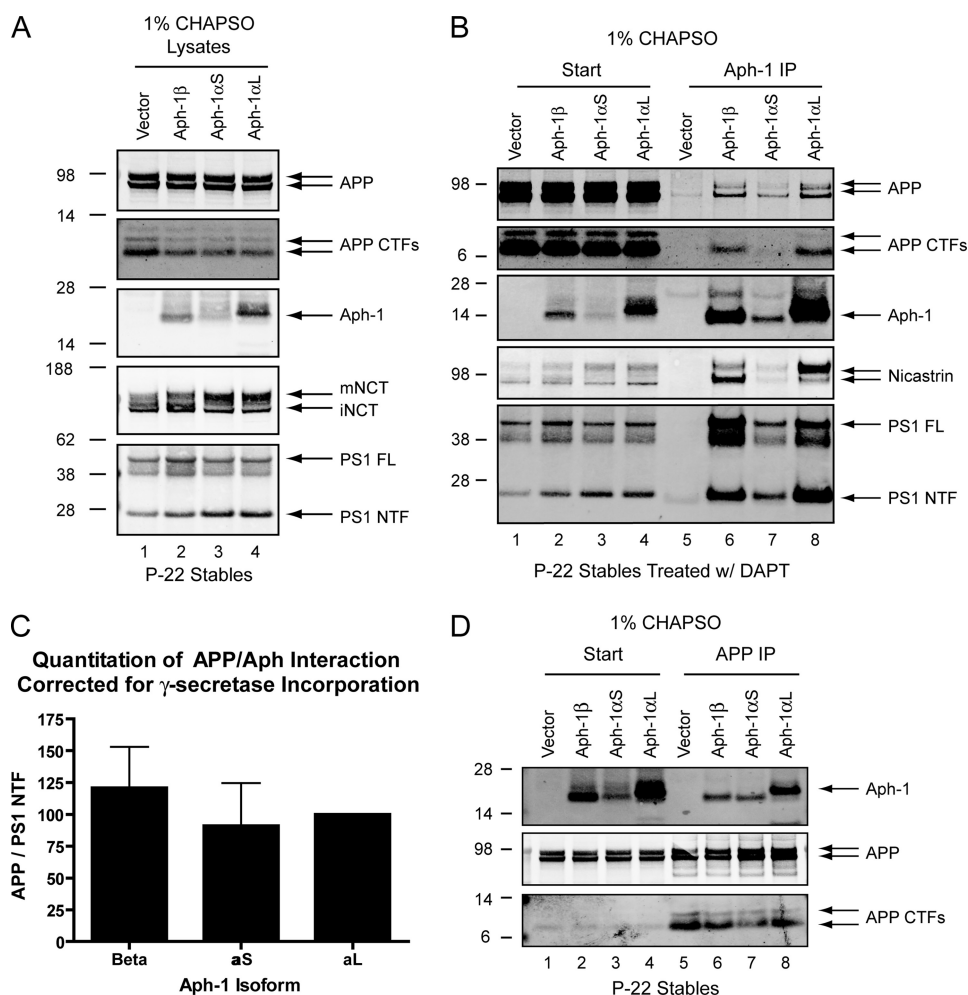 A
1% CHAPSO
Lysates
Vector
Aph-1β
Aph-1αS
Aph-1αL
98
APP
14
APP CTFs
28
Aph-1
14
188
mNCT
iNCT
62
PS1 FL
38
28
PS1 NTF
1 2 3 4
P-22 Stables
B
1% CHAPSO
Start
Aph-1 IP
Vector
Aph-1β
Aph-1αS
Aph-1αL
Vector
Aph-1β
Aph-1αS
Aph-1αL
98
APP
APP CTFs
6
28
14
Aph-1
98
Nicastrin
PS1 FL
38
28
PS1 NTF
1 2 3 4 5 6 7 8
P-22 Stables Treated w/ DAPT
C
Quantitation of APP/Aph Interaction
Corrected for γ-secretase Incorporation
APP / PS1 NTF
175
150
125
100
75
50
25
0
Beta aS aL
Aph-1 Isoform
D
1% CHAPSO
Start
APP IP
Vector
Aph-1β
Aph-1αS
Aph-1αL
Vector
Aph-1β
Aph-1αS
Aph-1αL
28
Aph-1
14
98
APP
14
APP CTFs
6
1 2 3 4 5 6 7 8
P-22 Stables